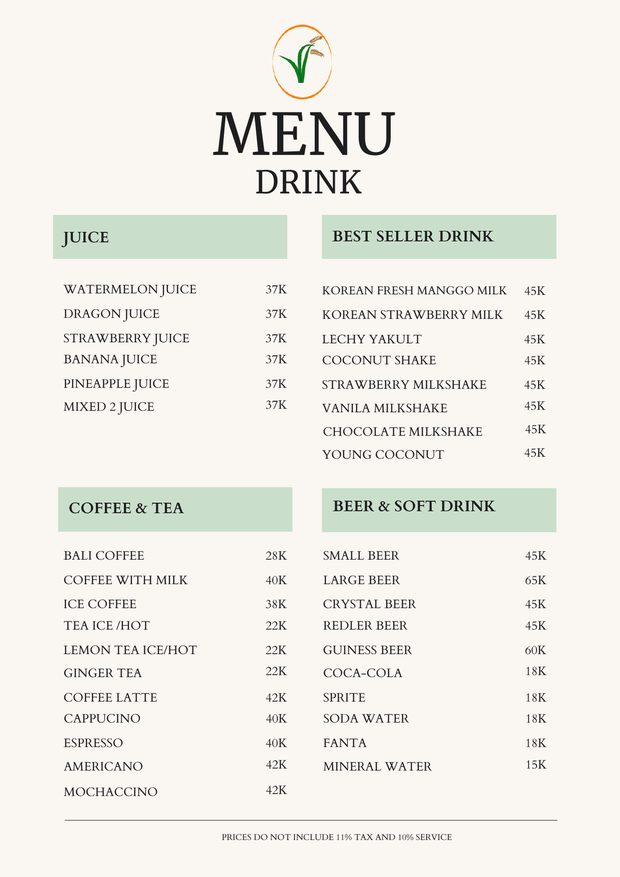 MENU
DRINK
JUICE
WATERMELON JUICE 37K
DRAGON JUICE 37K
STRAWBERRY JUICE 37K
BANANA JUICE 37K
PINEAPPLE JUICE 37K
MIXED 2 JUICE 37K
BEST SELLER DRINK
KOREAN FRESH MANGGO MILK 45K
KOREAN STRAWBERRY MILK 45K
LECHY YAKULT 45K
COCONUT SHAKE 45K
STRAWBERRY MILKSHAKE 45K
VANILA MILKSHAKE 45K
CHOCOLATE MILKSHAKE 45K
YOUNG COCONUT 45K
COFFEE & TEA
BALI COFFEE 28K
COFFEE WITH MILK 40K
ICE COFFEE 38K
TEA ICE /HOT 22K
LEMON TEA ICE/HOT 22K
GINGER TEA 22K
COFFEE LATTE 42K
CAPPUCINO 40K
ESPRESSO 40K
AMERICANO 42K
MOCHACCINO 42K
BEER & SOFT DRINK
SMALL BEER 45K
LARGE BEER 65K
CRYSTAL BEER 45K
REDLER BEER 45K
GUINESS BEER 60K
COCA-COLA 18K
SPRITE 18K
SODA WATER 18K
FANTA 18K
MINERAL WATER 15K
PRICES DO NOT INCLUDE 11% TAX AND 10% SERVICE